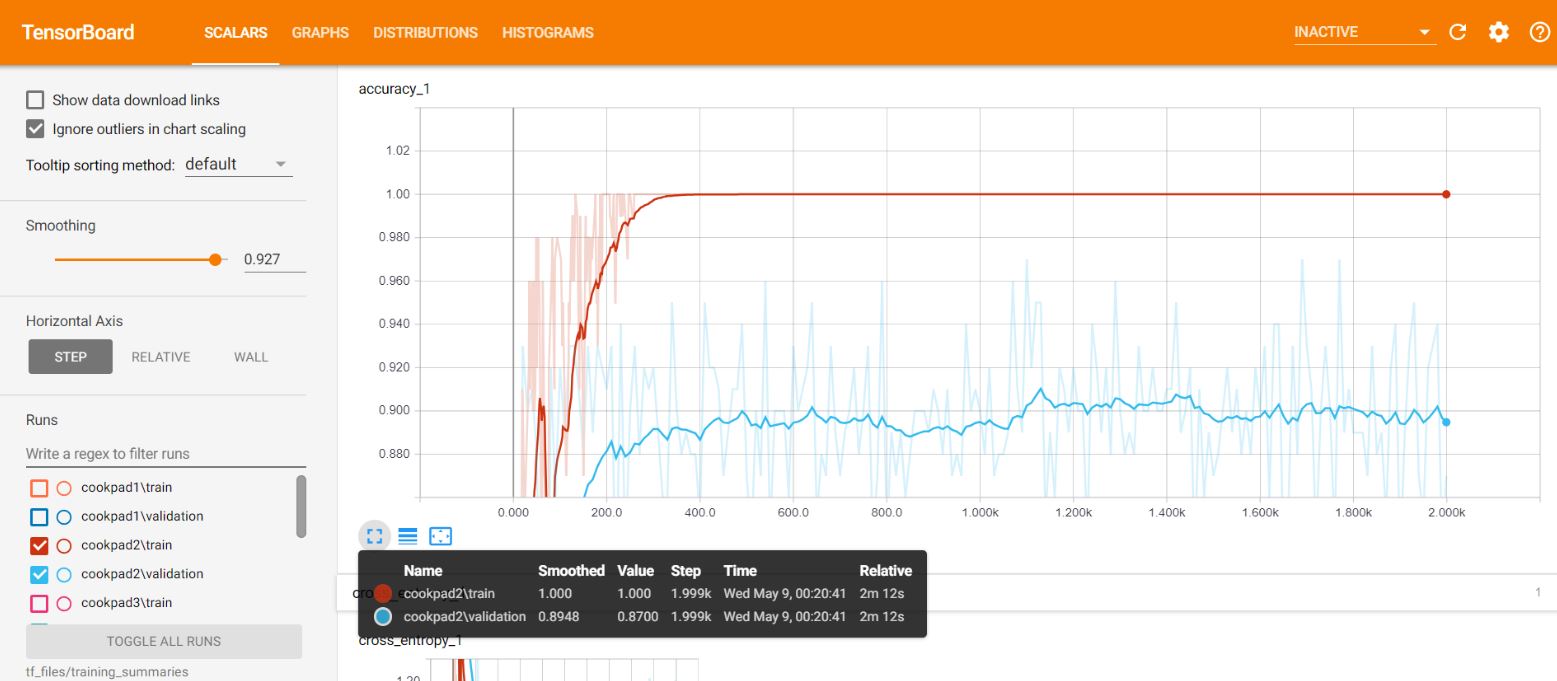 TensorBoard SCALARS GRAPHS DISTRIBUTIONS HISTOGRAMS INACTIVE
Show data download links
Ignore outliers in chart scaling
Tooltip sorting method: default
Smoothing
0.927
Horizontal Axis
STEP RELATIVE WALL
Runs
Write a regex to filter runs
cookpad1\train
cookpad1\validation
cookpad2\train
cookpad2\validation
cookpad3\train
TOGGLE ALL RUNS
tf_files/training_summaries
accuracy_1
1.02
1.00
0.980
0.960
0.940
0.920
0.900
0.880
0.000 200.0 400.0 600.0 800.0 1.000k 1.200k 1.400k 1.600k 1.800k 2.000k
Name Smoothed Value Step Time Relative
cookpad2\train 1.000 1.000 1.999k Wed May 9, 00:20:41 2m 12s
cookpad2\validation 0.8948 0.8700 1.999k Wed May 9, 00:20:41 2m 12s
1
cross_entropy_1
1.20